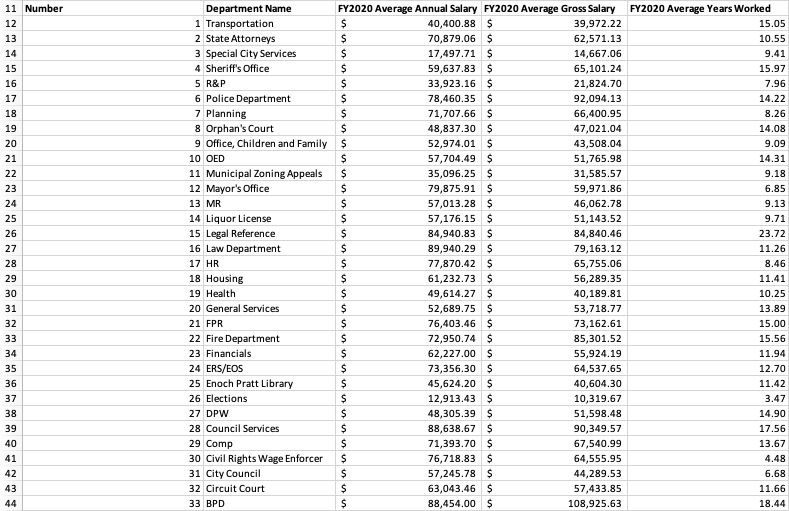 11 Number Department Name FY2020 Average Annual Salary FY2020 Average Gross Salary FY2020 Average Years Worked
12 1 Transportation $ 40,400.88 $ 39,972.22 15.05
13 2 State Attorneys $ 70,879.06 $ 62,571.13 10.55
14 3 Special City Services $ 17,497.71 $ 14,667.06 9.41
15 4 Sheriff's Office $ 59,637.83 $ 65,101.24 15.97
16 5 R&P $ 33,923.16 $ 21,824.70 7.96
17 6 Police Department $ 78,460.35 $ 92,094.13 14.22
18 7 Planning $ 71,707.66 $ 66,400.95 8.26
19 8 Orphan's Court $ 48,837.30 $ 47,021.04 14.08
20 9 Office, Children and Family $ 52,974.01 $ 43,508.04 9.09
21 10 OED $ 57,704.49 $ 51,765.98 14.31
22 11 Municipal Zoning Appeals $ 35,096.25 $ 31,585.57 9.18
23 12 Mayor's Office $ 79,875.91 $ 59,971.86 6.85
24 13 MR $ 57,013.28 $ 46,062.78 9.13
25 14 Liquor License $ 57,176.15 $ 51,143.52 9.71
26 15 Legal Reference $ 84,940.83 $ 84,840.46 23.72
27 16 Law Department $ 89,940.29 $ 79,163.12 11.26
28 17 HR $ 77,870.42 $ 65,755.06 8.46
29 18 Housing $ 61,232.73 $ 56,289.35 11.41
30 19 Health $ 49,614.27 $ 40,189.81 10.25
31 20 General Services $ 52,689.75 $ 53,718.77 13.89
32 21 FPR $ 76,403.46 $ 73,162.61 15.00
33 22 Fire Department $ 72,950.74 $ 85,301.52 15.56
34 23 Financials $ 62,227.00 $ 55,924.19 11.94
35 24 ERS/EOS $ 73,356.30 $ 64,537.65 12.70
36 25 Enoch Pratt Library $ 45,624.20 $ 40,604.30 11.42
37 26 Elections $ 12,913.43 $ 10,319.67 3.47
38 27 DPW $ 48,305.39 $ 51,598.48 14.90
39 28 Council Services $ 88,638.67 $ 90,349.57 17.56
40 29 Comp $ 71,393.70 $ 67,540.99 13.67
41 30 Civil Rights Wage Enforcer $ 76,718.83 $ 64,555.95 4.48
42 31 City Council $ 57,245.78 $ 44,289.53 6.68
43 32 Circuit Court $ 63,043.46 $ 57,433.85 11.66
44 33 BPD $ 88,454.00 $ 108,925.63 18.44